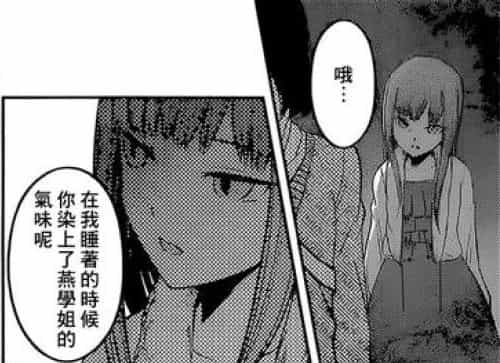 哦…
在我睡著的時候
你染上了燕學姐的
氣味呢